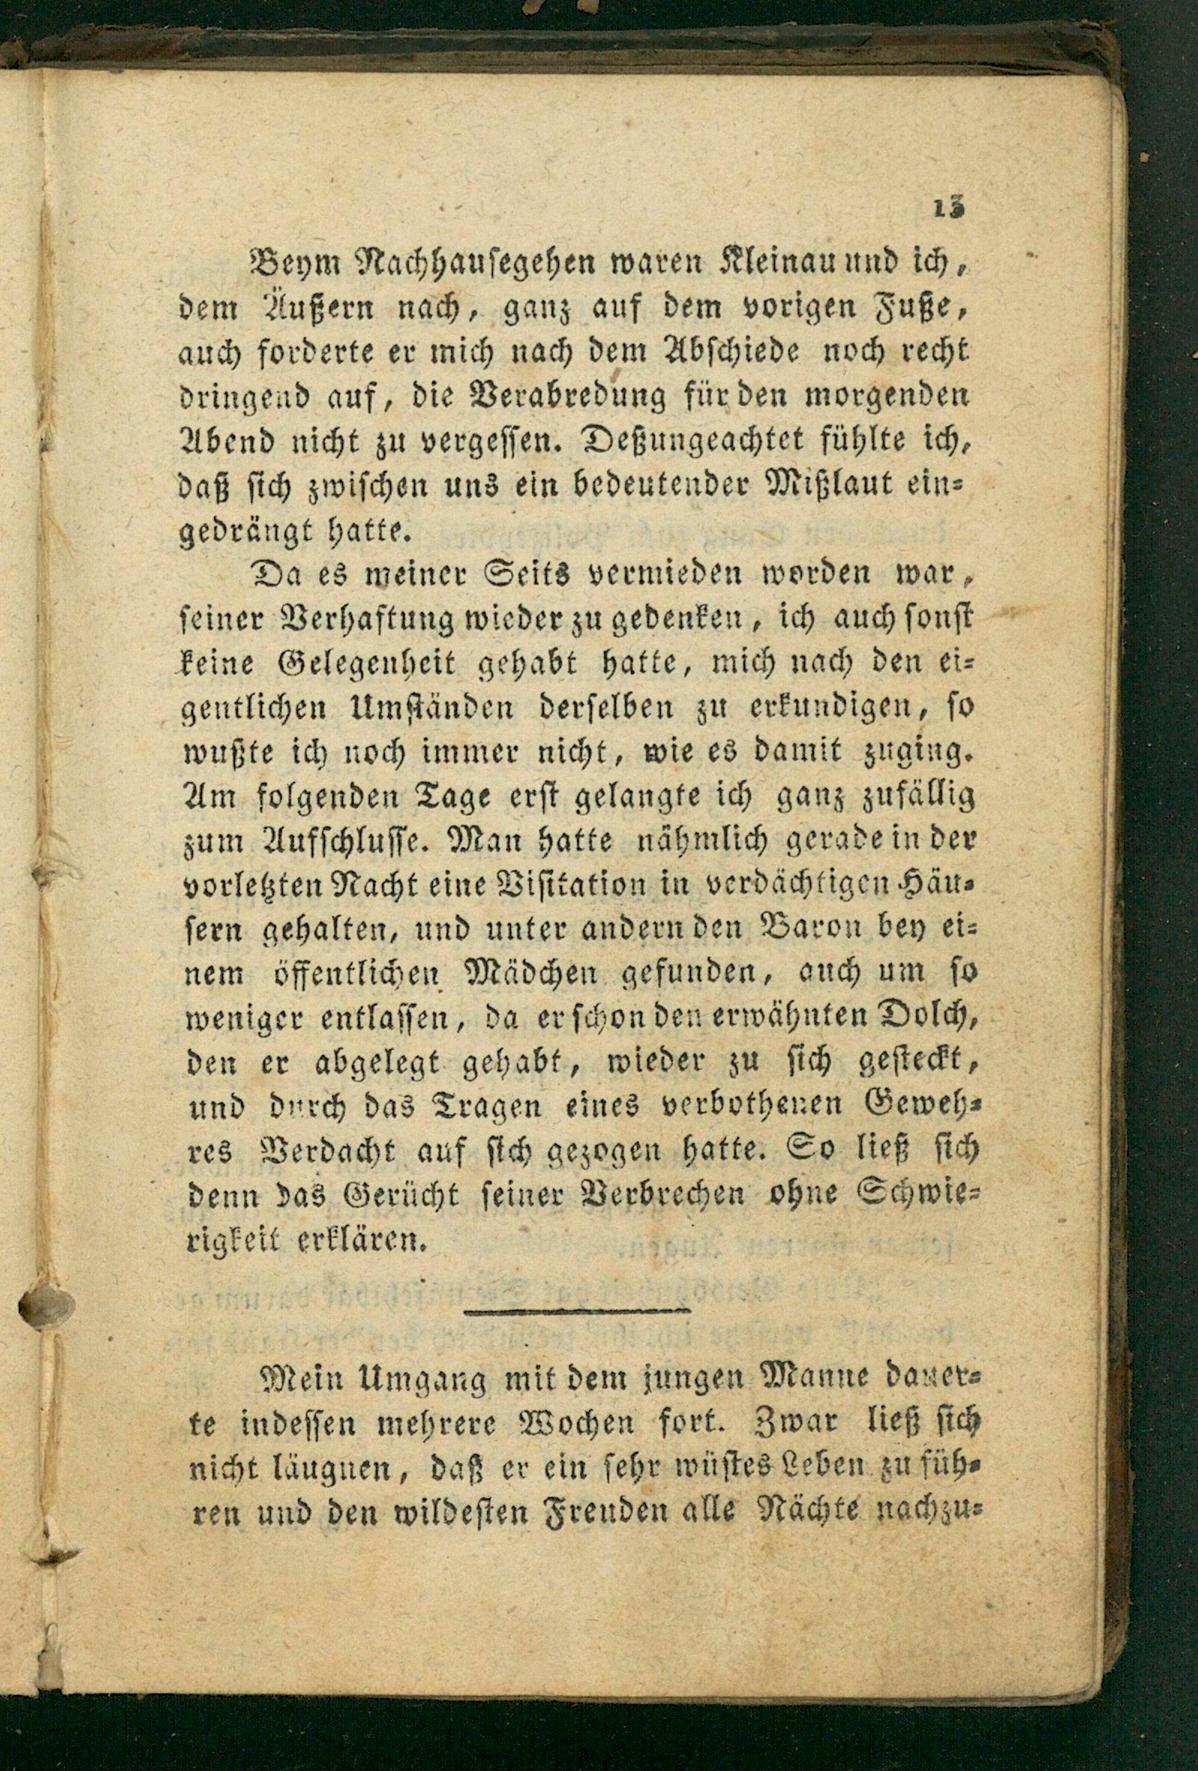 13
Beym Nachhausegehen waren Kleinau und ich,
dem Äußern nach, ganz auf dem vorigen Fuße,
auch forderte er mich nach dem Abschiede noch recht
dringend auf, die Verabredung für den morgenden
Abend nicht zu vergessen. Deßungeachtet fühlte ich,
daß sich zwischen uns ein bedeutender Mißlaut ein-
gedrängt hatte.
Da es meiner Seits vermieden worden war,
seiner Verhaftung wieder zu gedenken, ich auch sonst
keine Gelegenheit gehabt hatte, mich nach den ei-
gentlichen Umständen derselben zu erkundigen, so
wußte ich noch immer nicht, wie es damit zuging.
Am folgenden Tage erst gelangte ich ganz zufällig
zum Aufschlusse. Man hatte nähmlich gerade in der
vorletzten Nacht eine Visitation in verdächtigen Häu-
sern gehalten, und unter andern den Baron bey ei-
nem öffentlichen Mädchen gefunden, auch um so
weniger entlassen, da er schon den erwähnten Dolch,
den er abgelegt gehabt, wieder zu sich gesteckt,
und durch das Tragen eines verbothenen Geweh-
res Verdacht auf sich gezogen hatte. So ließ sich
denn das Gerücht seiner Verbrechen ohne Schwie-
rigkeit erklären.
Mein Umgang mit dem jungen Manne dauer-
te indessen mehrere Wochen fort. Zwar ließ sich
nicht läugnen, daß er ein sehr wüstes Leben zu füh-
ren und den wildesten Freuden alle Nächte nachzu-